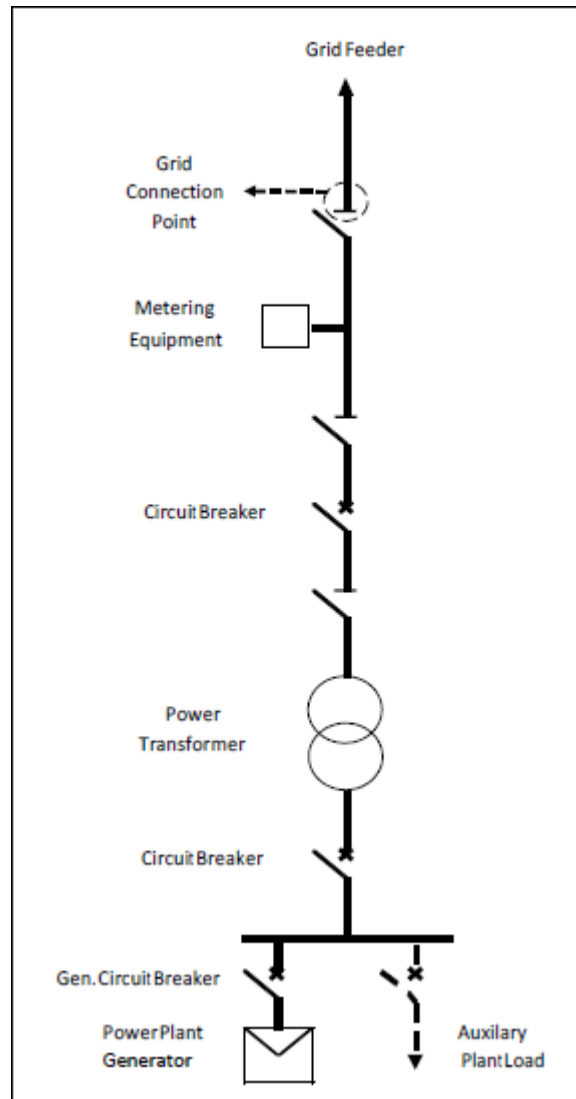 Grid Feeder
Grid
Connection
Point
Metering
Equipment
Circuit Breaker
Power
Transformer
Circuit Breaker
Gen. Circuit Breaker
Power Plant
Generator
Auxilary
Plant Load